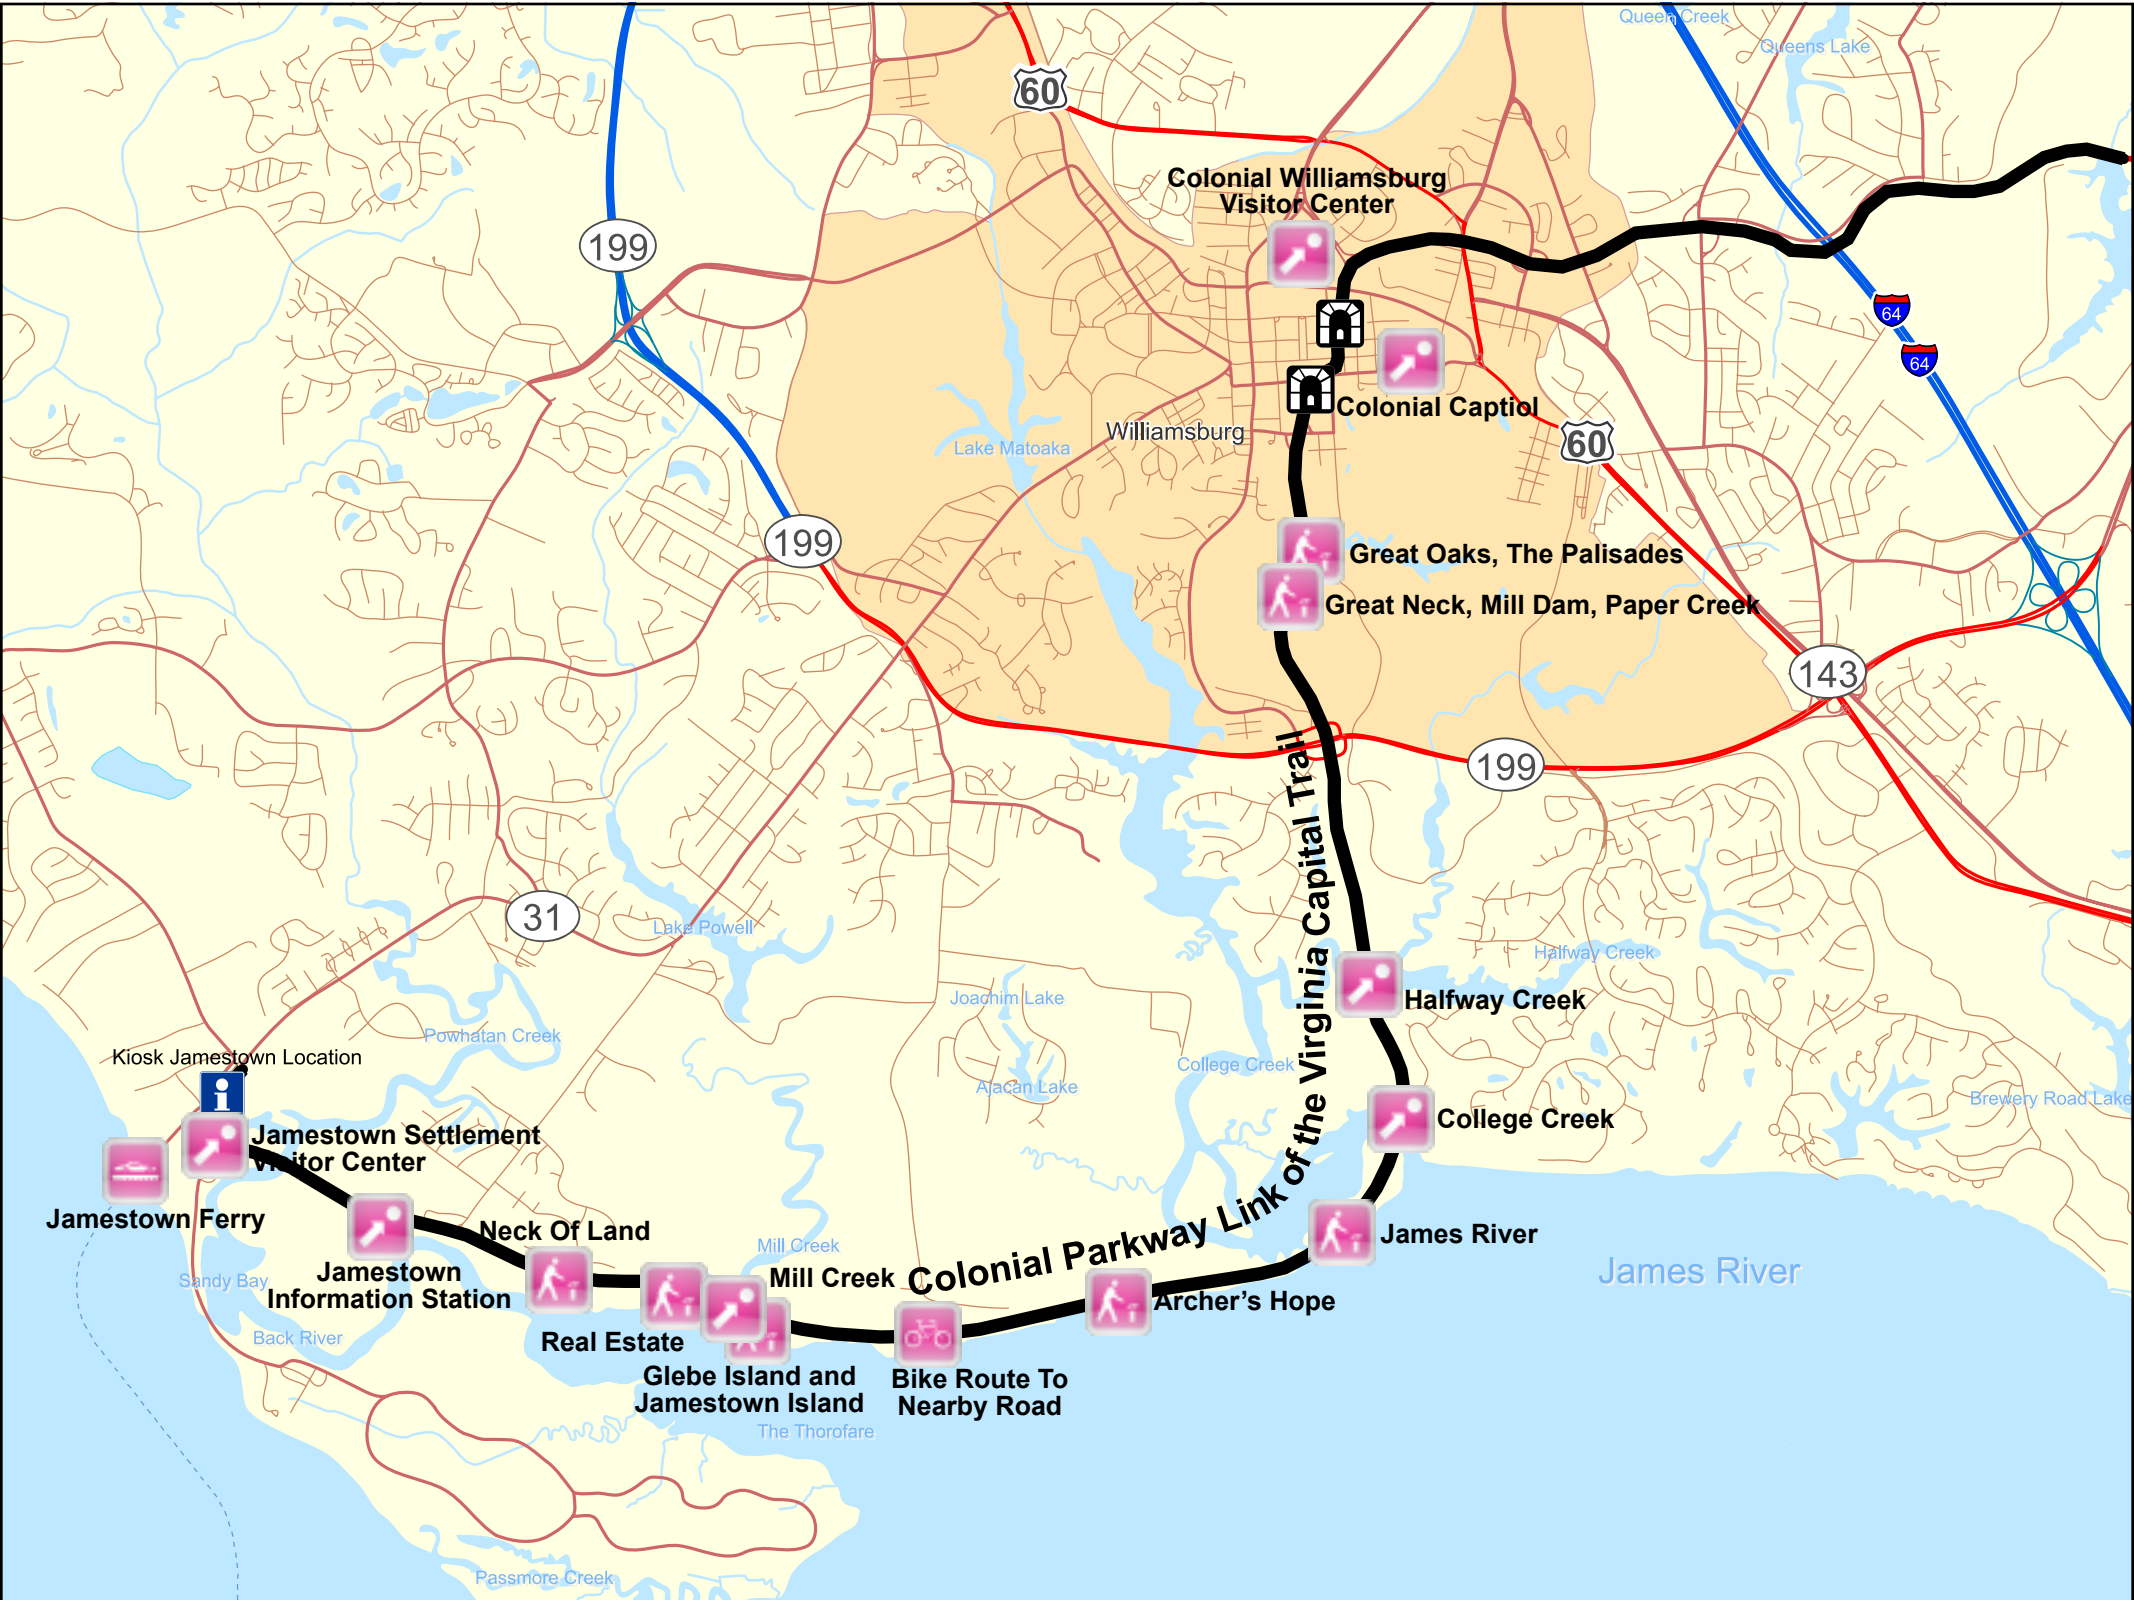 Queen Creek
Queens Lake
60
Colonial Williamsburg
Visitor Center
199
64
64
Colonial Captiol
Williamsburg
60
Lake Matoaka
199
Great Oaks, The Palisades
Great Neck, Mill Dam, Paper Creek
143
199
31
Lake Powell
Halfway Creek
Joachim Lake
Halfway Creek
Powhatan Creek
Kiosk Jamestown Location
College Creek
Ajacan Lake
Brewery Road Lake
College Creek
Jamestown Settlement
Visitor Center
Jamestown Ferry
Neck Of Land
James River
Mill Creek
Colonial Parkway Link of the Virginia Capital Trail
James River
Sandy Bay
Jamestown
Information Station
Mill Creek
Archer's Hope
Back River
Real Estate
Glebe Island and
Jamestown Island
Bike Route To
Nearby Road
The Thorofare
Passmore Creek